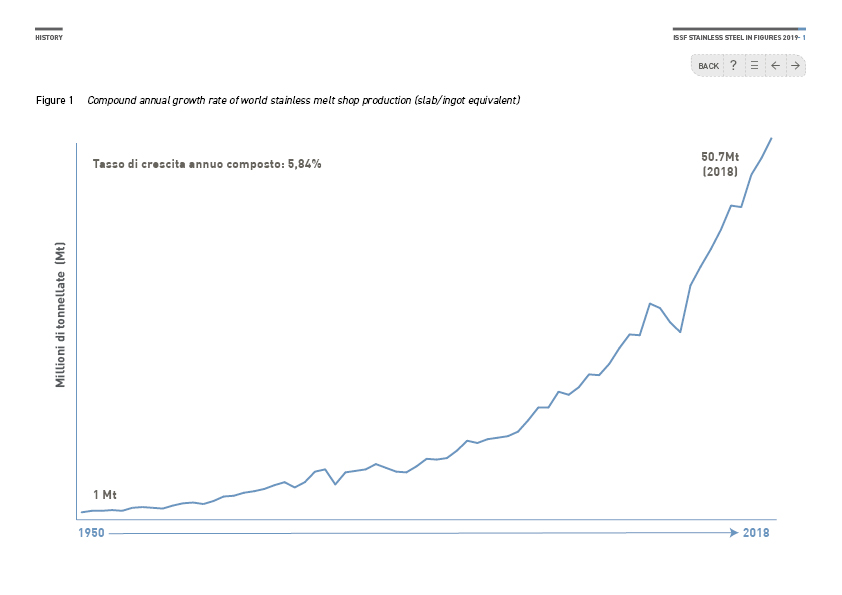 HISTORY
ISSF STAINLESS STEEL IN FIGURES 2019- 1
BACK ? ☰ ← →
Figure 1 Compound annual growth rate of world stainless melt shop production (slab/ingot equivalent)
Tasso di crescita annuo composto: 5,84%
50.7Mt
(2018)
Millioni di tonnellate (Mt)
1 Mt
1950
2018